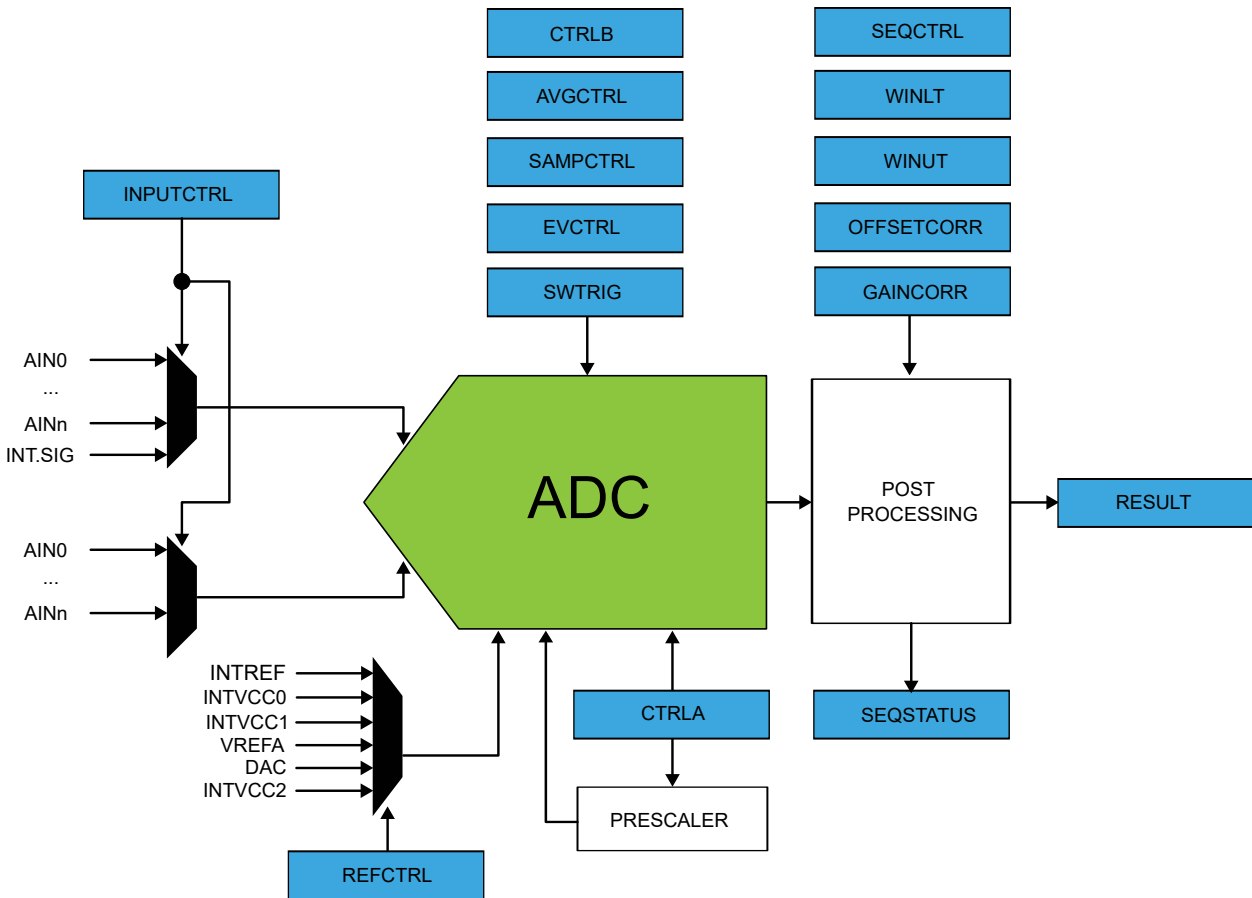 CTRLB
AVGCTRL
SAMPCTRL
EVCTRL
SWTRIG
SEQCTRL
WINLT
WINUT
OFFSETCORR
GAINCORR
INPUTCTRL
AIN0
...
AINn
INT.SIG
AIN0
...
AINn
ADC
POST
PROCESSING
RESULT
INTREF
INTVCC0
INTVCC1
VREFA
DAC
INTVCC2
CTRLA
SEQSTATUS
PRESCALER
REFCTRL